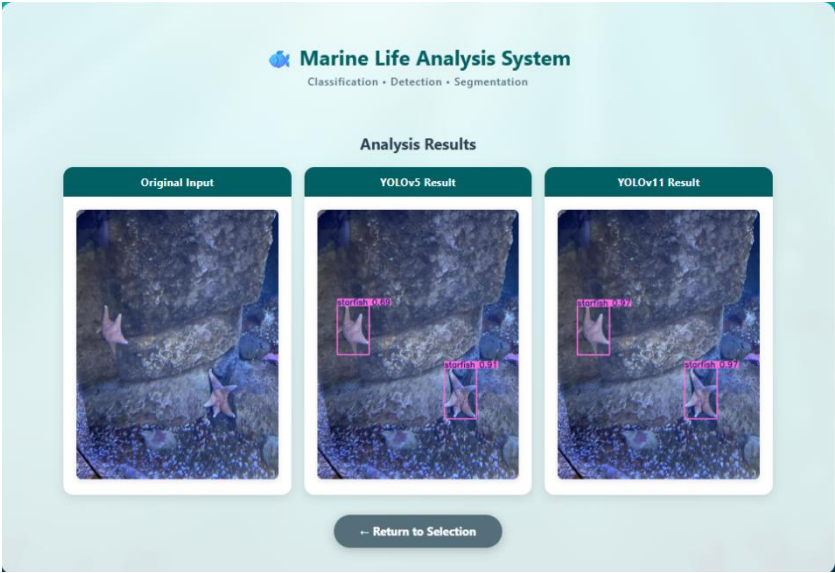 Marine Life Analysis System
Classification • Detection • Segmentation
Analysis Results
Original Input
YOLOv5 Result
YOLOv11 Result
starfish 0.69
starfish 0.91
starfish 0.97
starfish 0.97
← Return to Selection